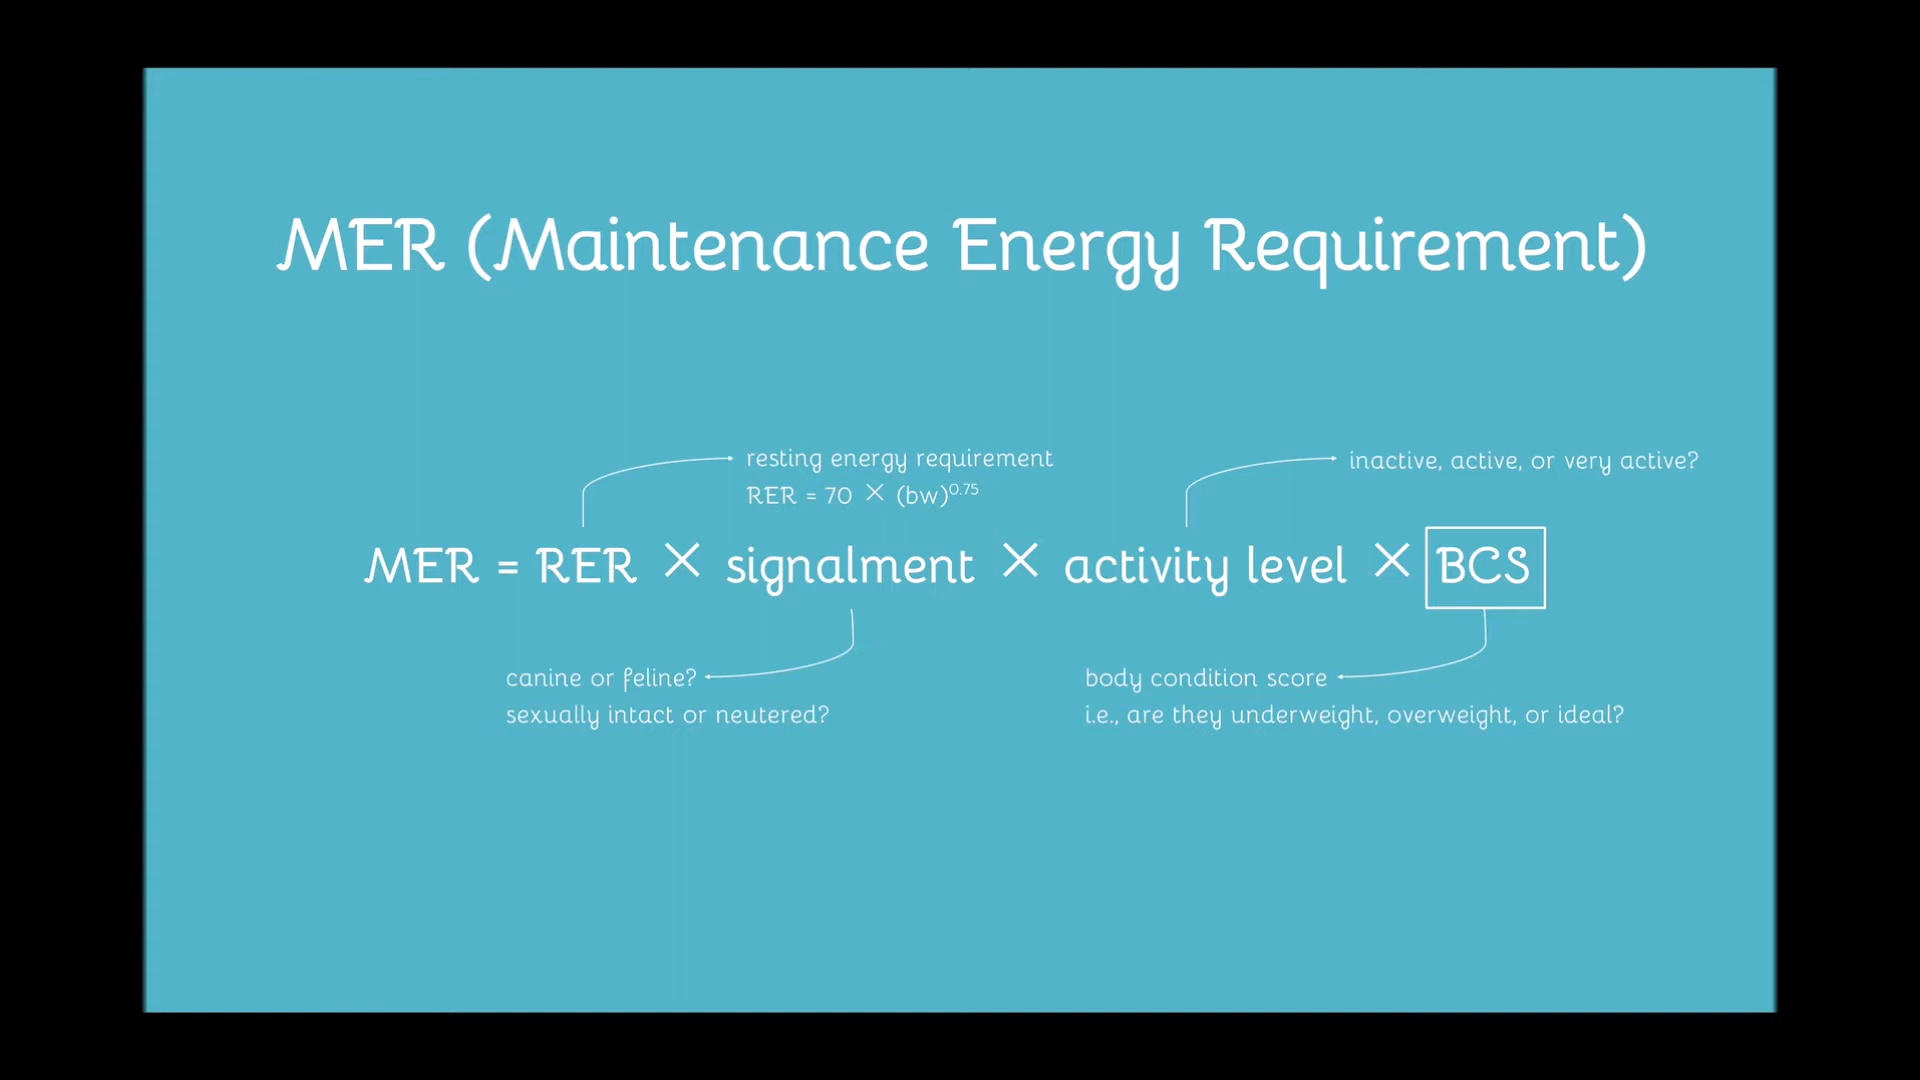 MER (Maintenance Energy Requirement)
resting energy requirement
RER = 70 × (bw)^0.75
inactive, active, or very active?
MER = RER × signalment × activity level × BCS
canine or feline?
sexually intact or neutered?
body condition score
i.e., are they underweight, overweight, or ideal?